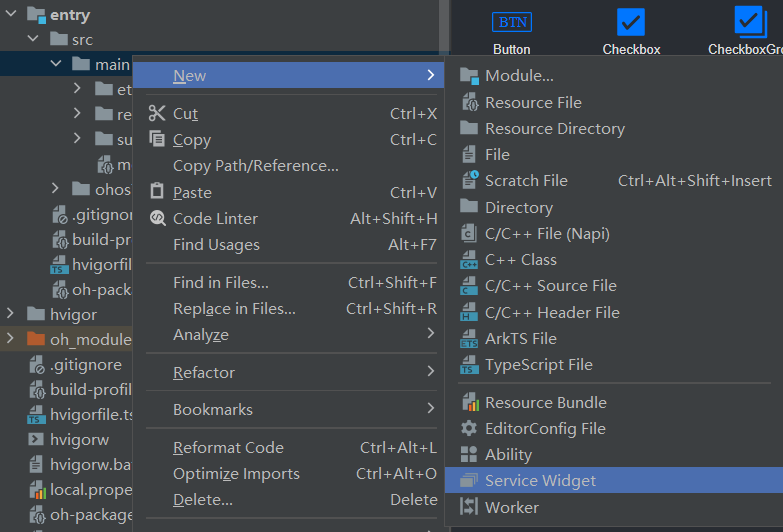 entry
src
main
et
re
su
m
ohos
.gitignor
build-pro
hvigorfil
oh-packa
hvigor
oh_module
.gitignore
build-profil
hvigorfile.ts
hvigorw
hvigorw.bat
local.prope
oh-package
BTN
Button
Checkbox
CheckboxGro
New
Cut Ctrl+X
Copy Ctrl+C
Copy Path/Reference...
Paste Ctrl+V
Code Linter Alt+Shift+H
Find Usages Alt+F7
Find in Files... Ctrl+Shift+F
Replace in Files... Ctrl+Shift+R
Analyze
Refactor
Bookmarks
Reformat Code Ctrl+Alt+L
Optimize Imports Ctrl+Alt+O
Delete... Delete
Module...
Resource File
Resource Directory
File
Scratch File Ctrl+Alt+Shift+Insert
Directory
C/C++ File (Napi)
C++ Class
C/C++ Source File
C/C++ Header File
ArkTS File
TypeScript File
Resource Bundle
EditorConfig File
Ability
Service Widget
Worker